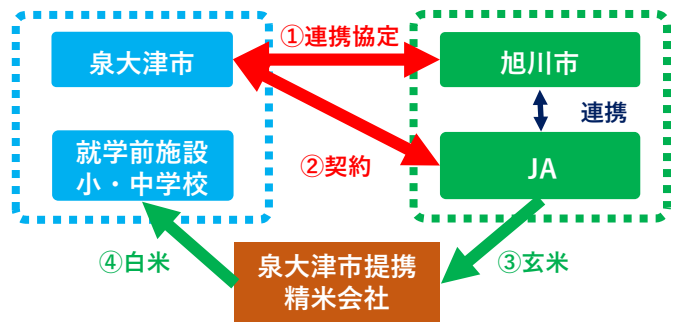 ①連携協定
泉大津市
旭川市
連携
就学前施設
小・中学校
②契約
JA
④白米
③玄米
泉大津市提携
精米会社